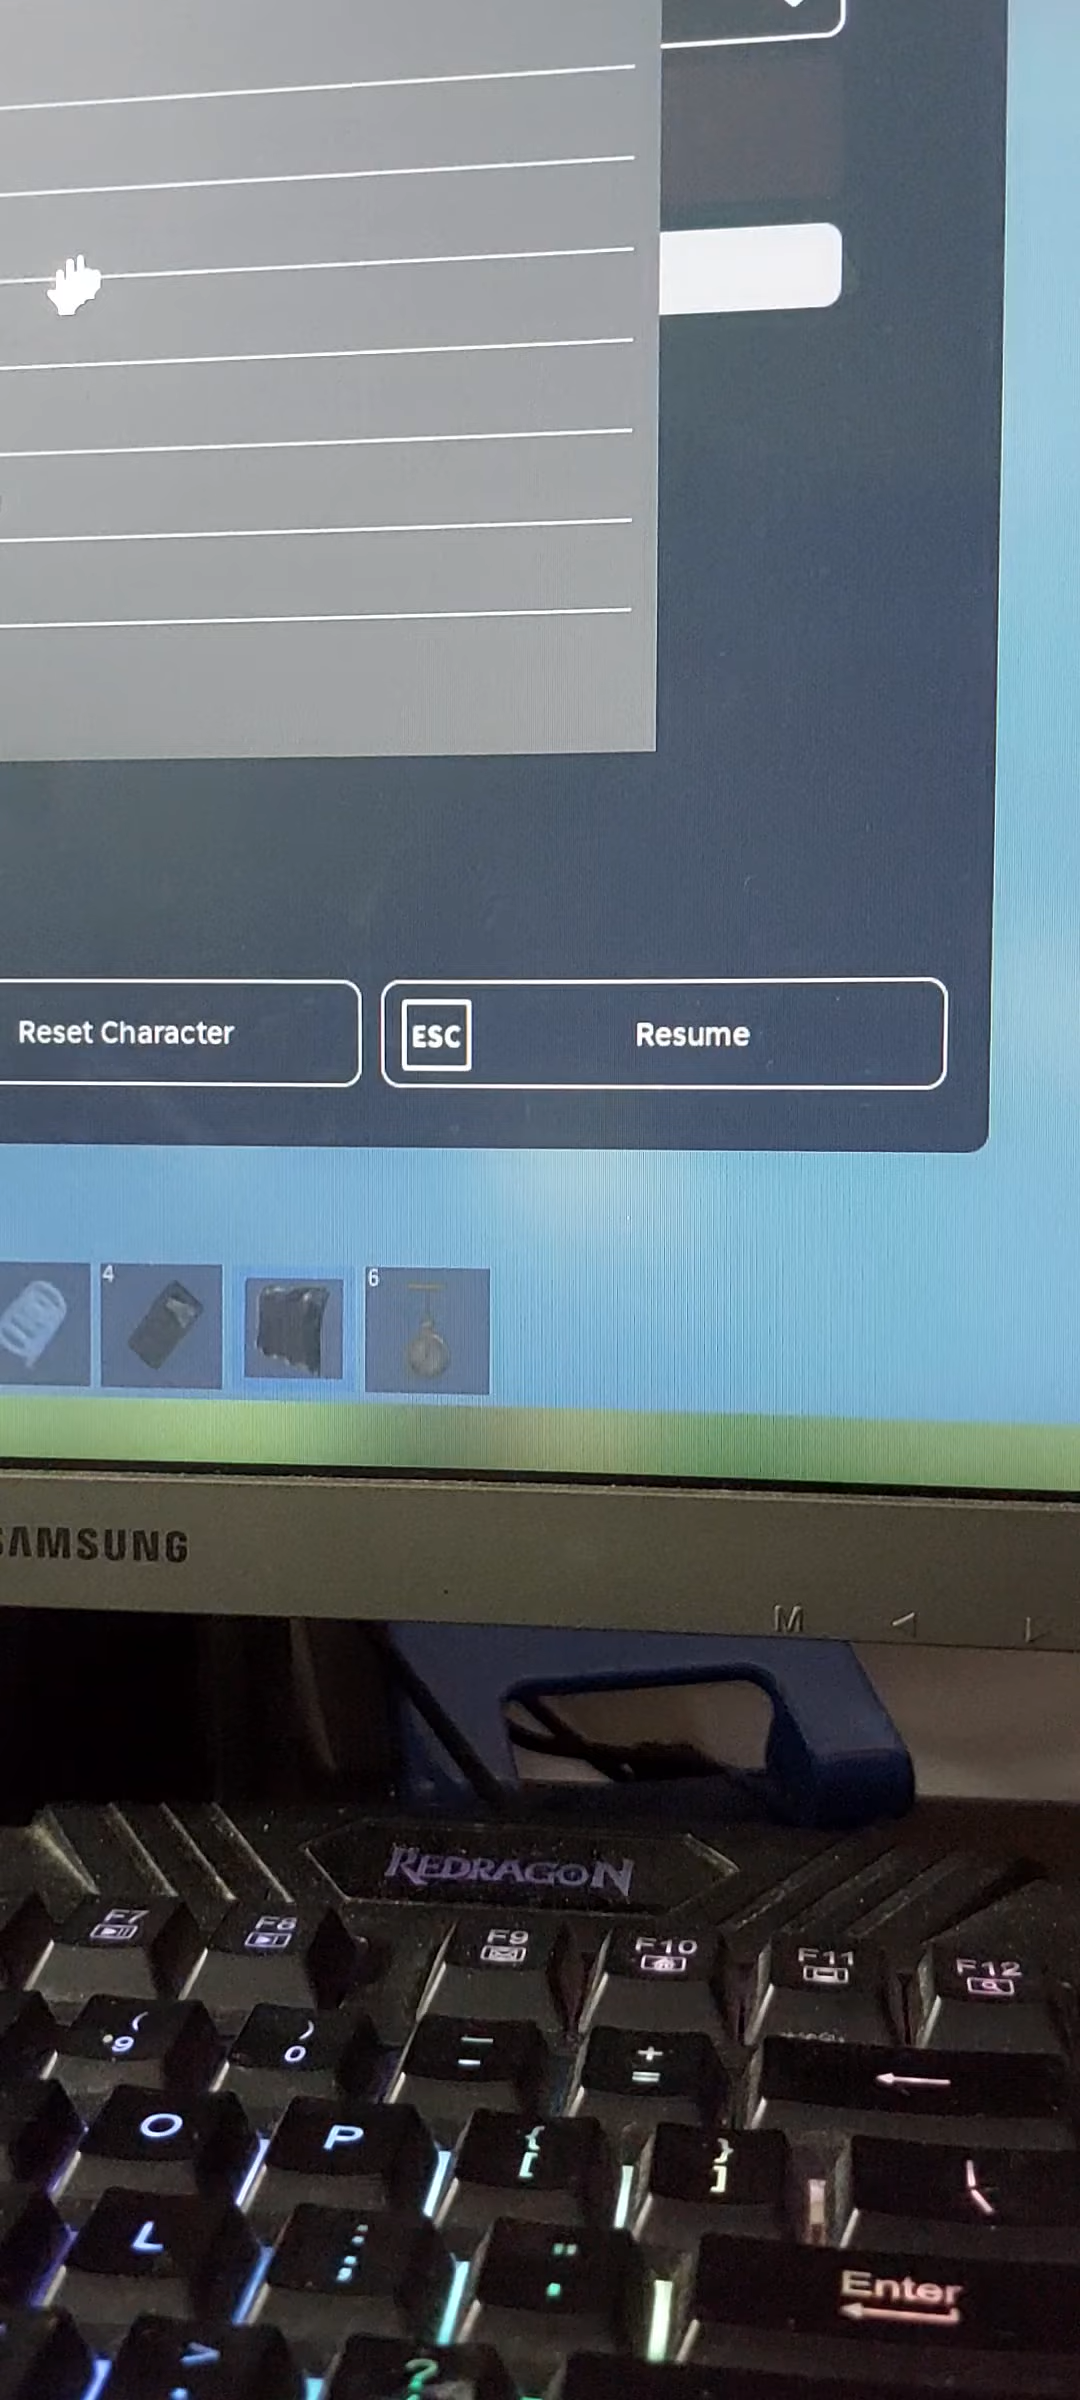 Reset Character
ESC Resume
4
6
SAMSUNG
M
REDRAGON
F7 F8 F9 F10 F11 F12
( ) _ +
9 0 - =
O P { }
[ ] \
L : "
; '
Enter
>
?